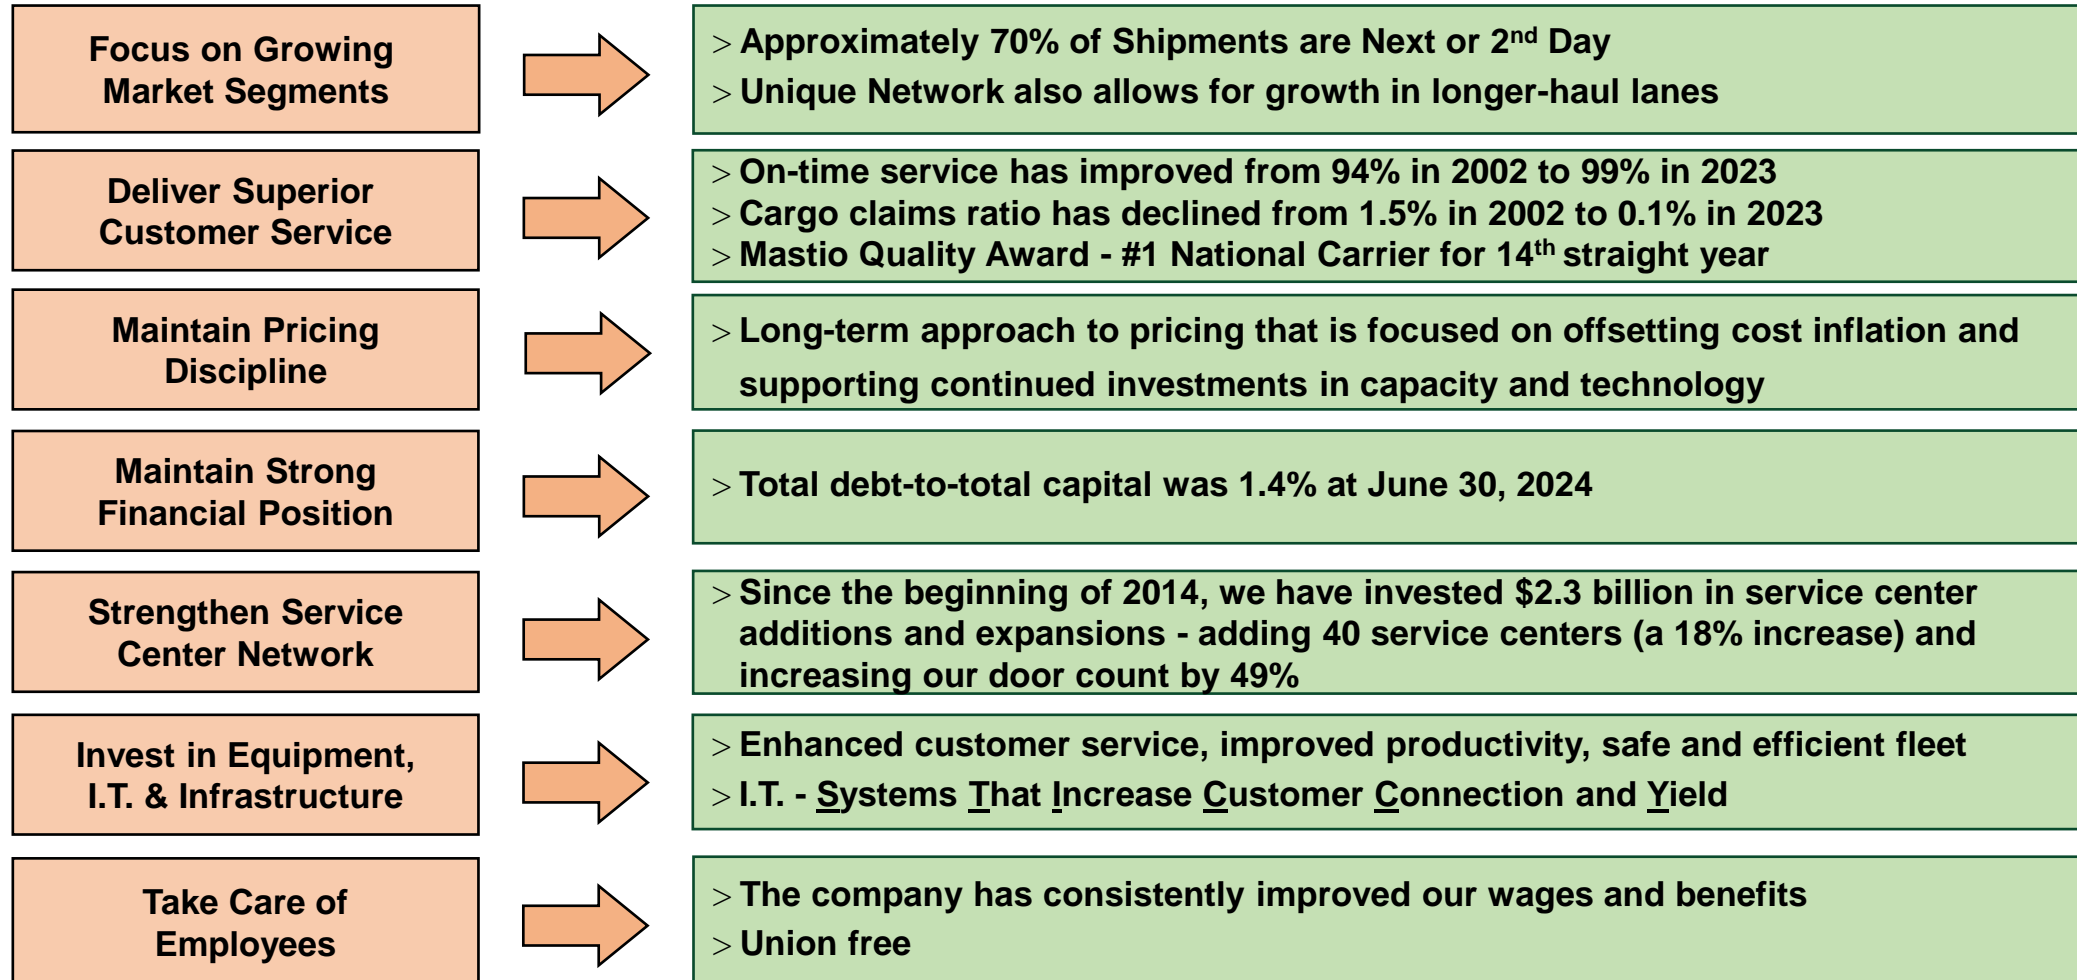 Focus on Growing
Market Segments
> Approximately 70% of Shipments are Next or 2nd Day
> Unique Network also allows for growth in longer-haul lanes
Deliver Superior
Customer Service
> On-time service has improved from 94% in 2002 to 99% in 2023
> Cargo claims ratio has declined from 1.5% in 2002 to 0.1% in 2023
> Mastio Quality Award - #1 National Carrier for 14th straight year
Maintain Pricing
Discipline
> Long-term approach to pricing that is focused on offsetting cost inflation and
supporting continued investments in capacity and technology
Maintain Strong
Financial Position
> Total debt-to-total capital was 1.4% at June 30, 2024
Strengthen Service
Center Network
> Since the beginning of 2014, we have invested $2.3 billion in service center
additions and expansions - adding 40 service centers (a 18% increase) and
increasing our door count by 49%
Invest in Equipment,
I.T. & Infrastructure
> Enhanced customer service, improved productivity, safe and efficient fleet
> I.T. - Systems That Increase Customer Connection and Yield
Take Care of
Employees
> The company has consistently improved our wages and benefits
> Union free